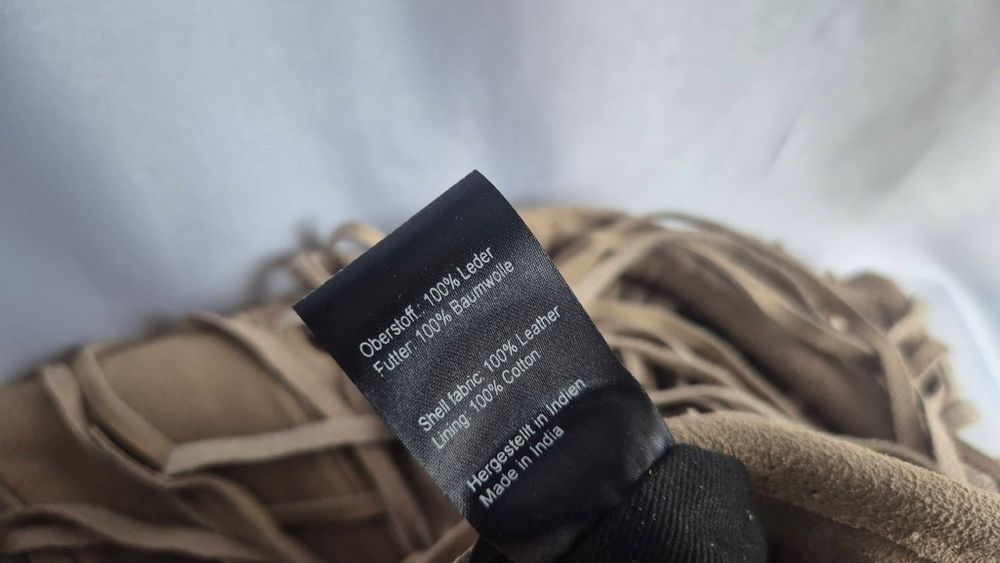 Oberstoff : 100% Leder
Futter 100% Baumwolle
Shell fabric: 100% Leather
Lining 100% Cotton
Hergestellt in Indien
Made in India